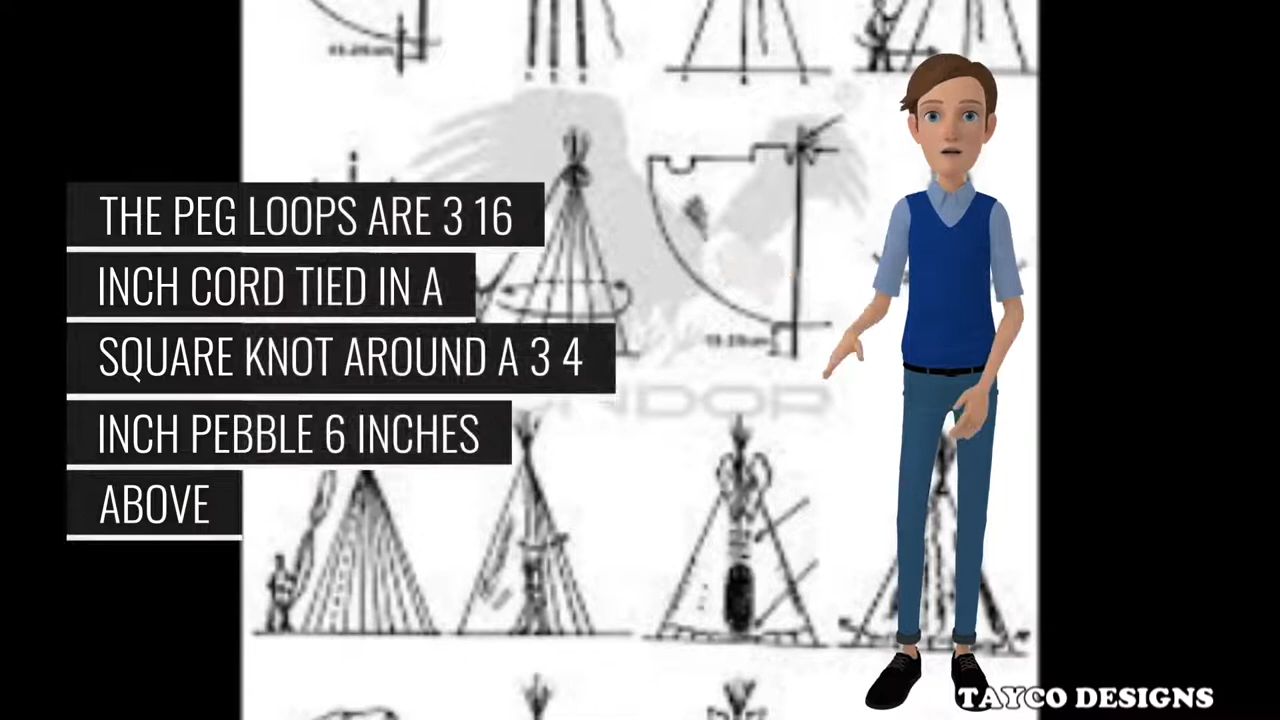 THE PEG LOOPS ARE 3 16
INCH CORD TIED IN A
SQUARE KNOT AROUND A 3 4
INCH PEBBLE 6 INCHES
ABOVE
TAYCO DESIGNS